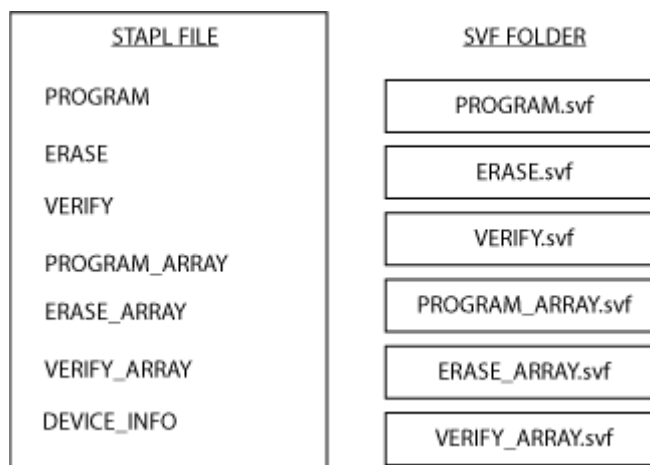 STAPL FILE
PROGRAM
ERASE
VERIFY
PROGRAM_ARRAY
ERASE_ARRAY
VERIFY_ARRAY
DEVICE_INFO
SVF FOLDER
PROGRAM.svf
ERASE.svf
VERIFY.svf
PROGRAM_ARRAY.svf
ERASE_ARRAY.svf
VERIFY_ARRAY.svf